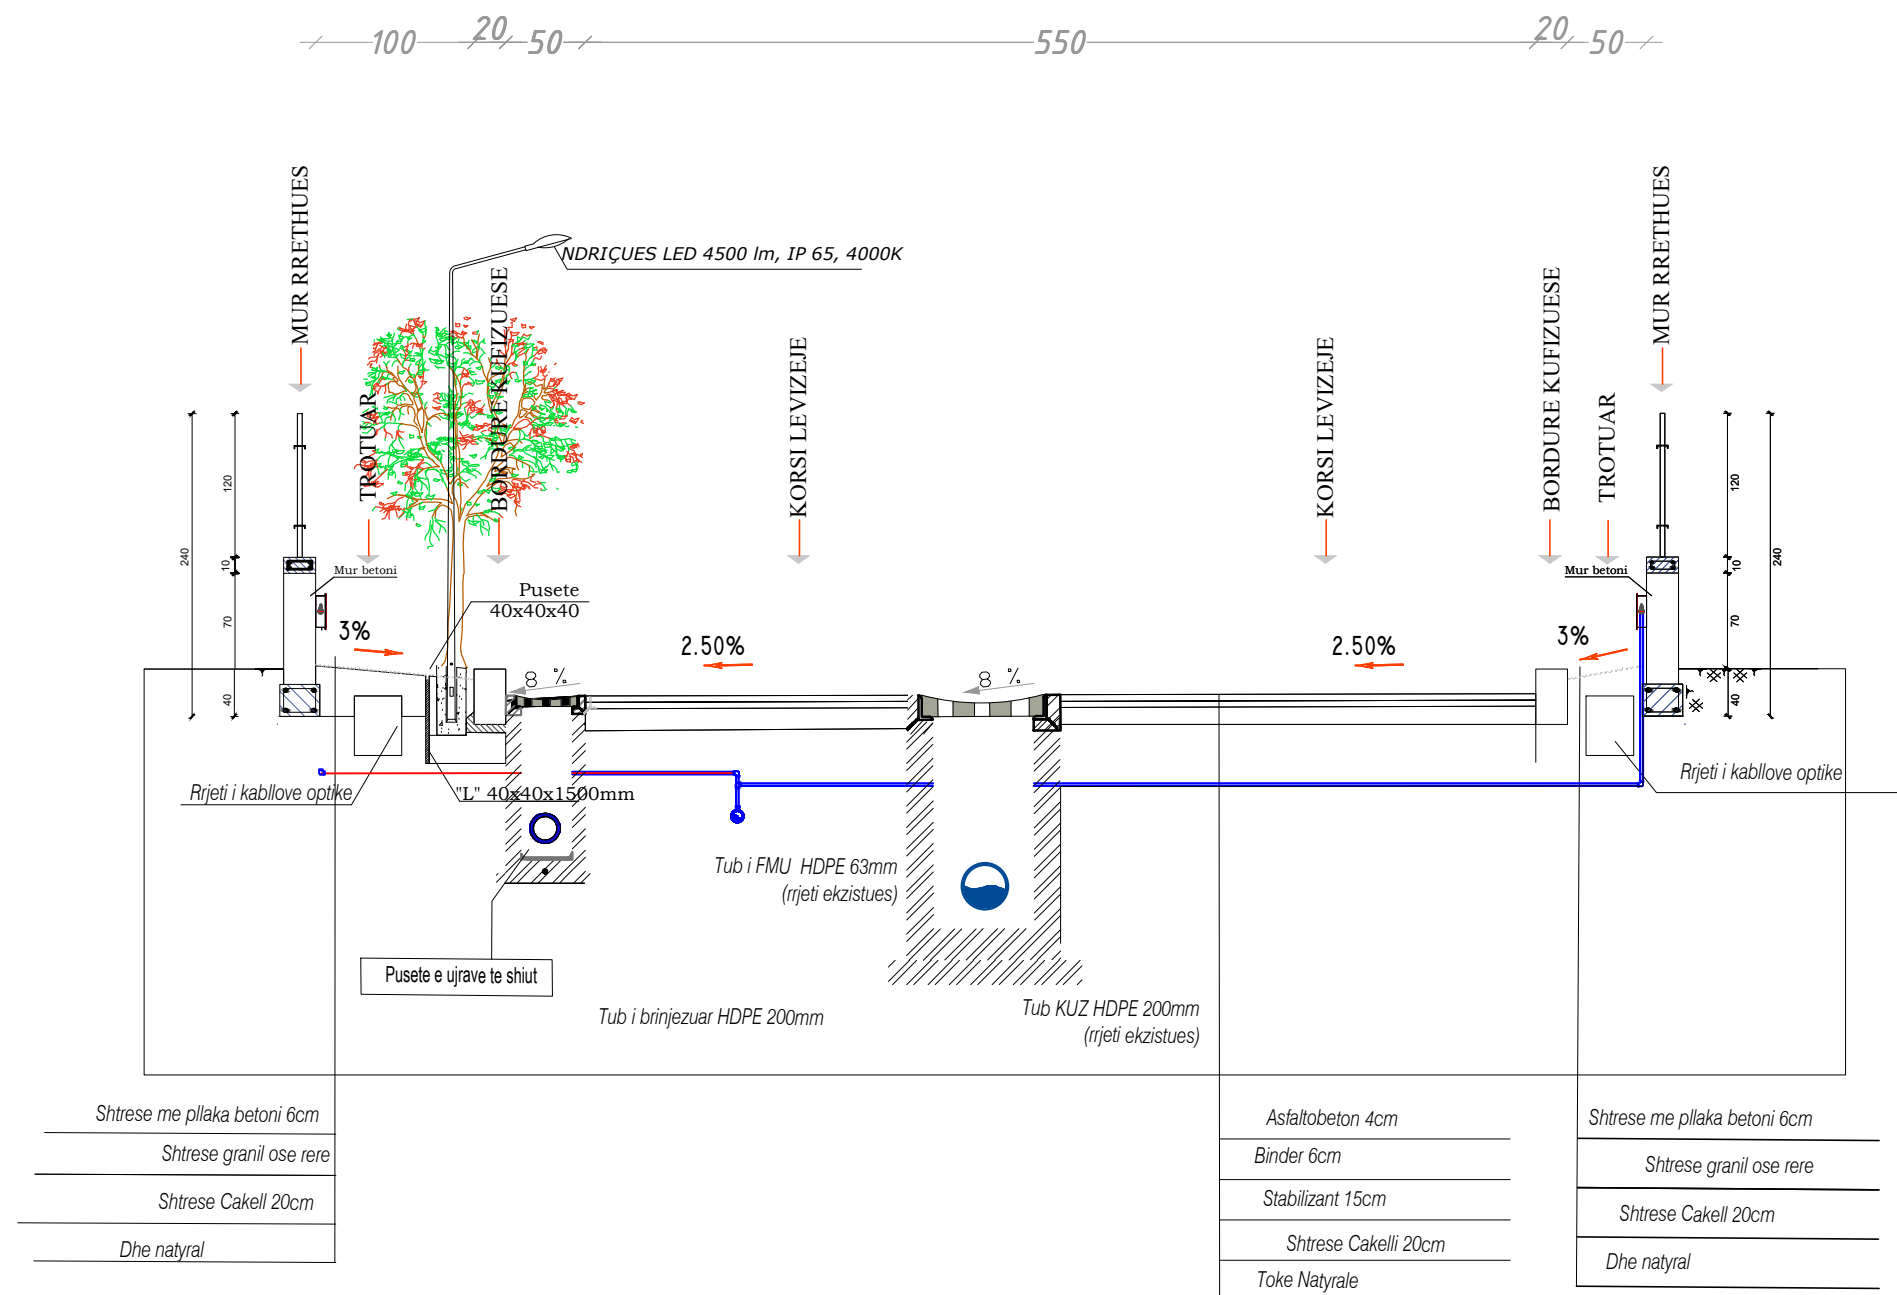 100
20
50
550
20
50
MUR RRETHUES
MUR RRETHUES
NDRIÇUES LED 4500 lm, IP 65, 4000K
BORDURE KUFIZUESE
BORDURE KUFIZUESE
KORSI LEVIZEJE
KORSI LEVIZEJE
TROTUAR
TROTUAR
240
120
10
70
40
120
10
70
40
240
Mur betoni
Mur betoni
Pusete
40x40x40
3%
2.50%
2.50%
3%
8 %
8 %
Rrjeti i kabllove optike
"L" 40x40x1500mm
Rrjeti i kabllove optike
Tub i FMU HDPE 63mm
(rrjeti ekzistues)
Pusete e ujrave te shiut
Tub i brinjezuar HDPE 200mm
Tub KUZ HDPE 200mm
(rrjeti ekzistues)
Shtrese me pllaka betoni 6cm
Shtrese granil ose rere
Shtrese Cakell 20cm
Dhe natyral
Asfaltobeton 4cm
Binder 6cm
Stabilizant 15cm
Shtrese Cakelli 20cm
Toke Natyrale
Shtrese me pllaka betoni 6cm
Shtrese granil ose rere
Shtrese Cakell 20cm
Dhe natyral